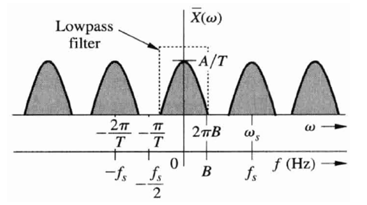 X̅(ω)
Lowpass
filter
A/T
-2π/T -π/T 2πB ω_s ω
0
-f_s -f_s/2 B f_s f (Hz)